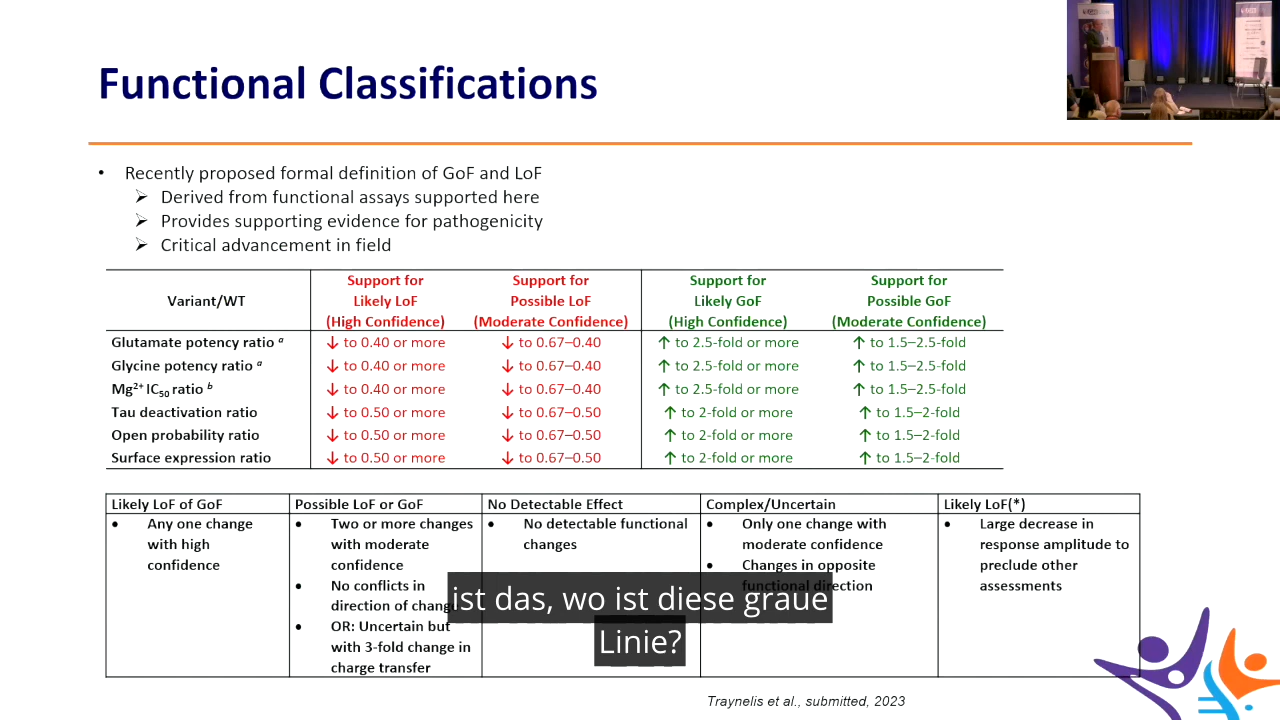 Functional Classifications
• Recently proposed formal definition of GoF and LoF
➢ Derived from functional assays supported here
➢ Provides supporting evidence for pathogenicity
➢ Critical advancement in field
Variant/WT
Support for
Likely LoF
(High Confidence)
Support for
Possible LoF
(Moderate Confidence)
Support for
Likely GoF
(High Confidence)
Support for
Possible GoF
(Moderate Confidence)
Glutamate potency ratio a ↓ to 0.40 or more ↓ to 0.67–0.40 ↑ to 2.5-fold or more ↑ to 1.5–2.5-fold
Glycine potency ratio a ↓ to 0.40 or more ↓ to 0.67–0.40 ↑ to 2.5-fold or more ↑ to 1.5–2.5-fold
Mg2+ IC50 ratio b ↓ to 0.40 or more ↓ to 0.67–0.40 ↑ to 2.5-fold or more ↑ to 1.5–2.5-fold
Tau deactivation ratio ↓ to 0.50 or more ↓ to 0.67–0.50 ↑ to 2-fold or more ↑ to 1.5–2-fold
Open probability ratio ↓ to 0.50 or more ↓ to 0.67–0.50 ↑ to 2-fold or more ↑ to 1.5–2-fold
Surface expression ratio ↓ to 0.50 or more ↓ to 0.67–0.50 ↑ to 2-fold or more ↑ to 1.5–2-fold
Likely LoF of GoF
• Any one change
with high
confidence
Possible LoF or GoF
• Two or more changes
with moderate
confidence
• No conflicts in
direction of change
• OR: Uncertain but
with 3-fold change in
charge transfer
No Detectable Effect
• No detectable functional
changes
Complex/Uncertain
• Only one change with
moderate confidence
• Changes in opposite
functional direction
Likely LoF(*)
• Large decrease in
response amplitude to
preclude other
assessments
ist das, wo ist diese graue
Linie?
Traynelis et al., submitted, 2023